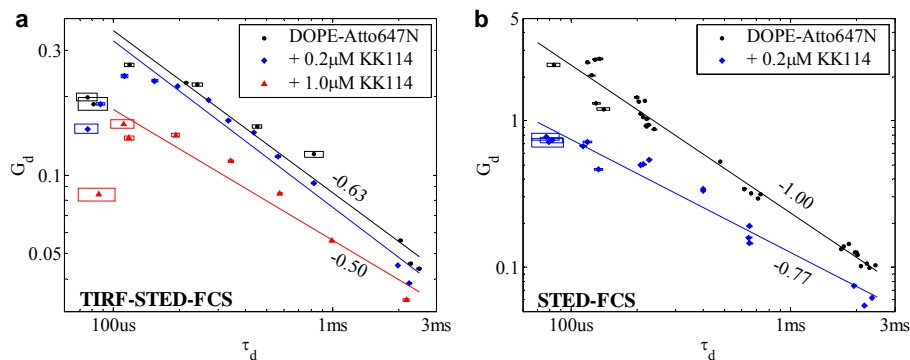 a
0.3
0.1
0.05
G_d
DOPE-Atto647N
+ 0.2μM KK114
+ 1.0μM KK114
-0.63
-0.50
TIRF-STED-FCS
100us
1ms
3ms
τ_d
b
5
1
0.1
G_d
DOPE-Atto647N
+ 0.2μM KK114
-1.00
-0.77
STED-FCS
100us
1ms
3ms
τ_d